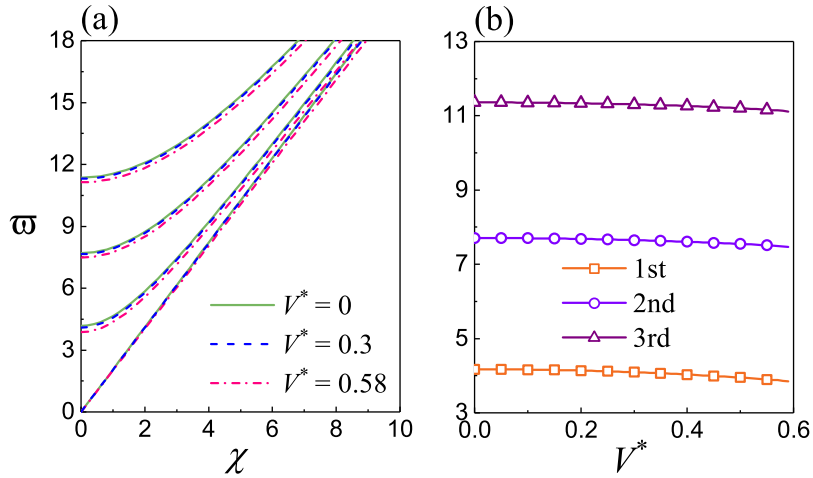 (a)
18
15
12
9
6
3
0
ϖ
0 2 4 6 8 10
χ
V* = 0
V* = 0.3
V* = 0.58
(b)
13
11
9
7
5
3
1st
2nd
3rd
0.0 0.2 0.4 0.6
V*